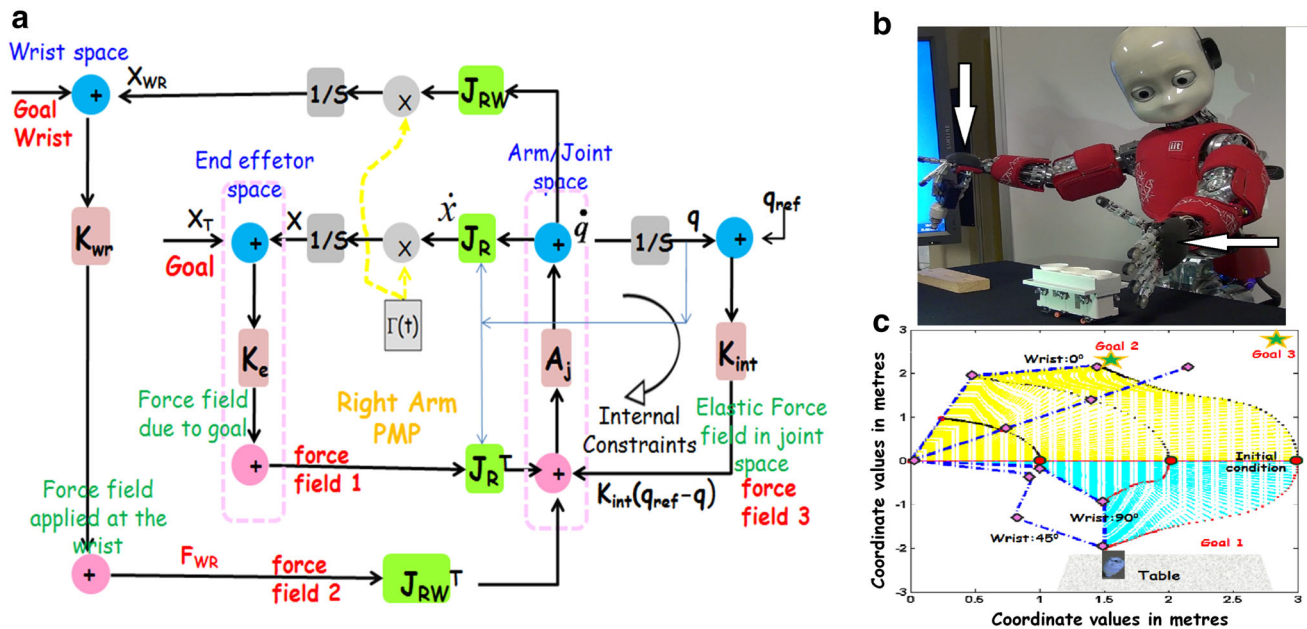 a
Wrist space
Goal
Wrist
X_WR
1/S
X
J_RW
+
K_wr
End effetor
space
Arm/Joint
space
X_T
Goal
+
X
1/S
X
ẋ
J_R
+
q̇
1/S
q
+
q_ref
Γ(t)
K_e
A_j
K_int
Force field
due to goal
Right Arm
PMP
Internal
Constraints
Elastic Force
field in joint
space
force
field 3
+
force
field 1
J_R^T
+
K_int(q_ref-q)
Force field
applied at the
wrist
+
F_WR
force
field 2
J_RW^T
b
iit
c
Coordinate values in metres
3
2
1
0
-1
-2
-3
Wrist:0°
Goal 2
Goal 3
Initial
condition
Wrist:90°
Wrist:45°
Goal 1
Table
0
0.5
1
1.5
2
2.5
3
Coordinate values in metres